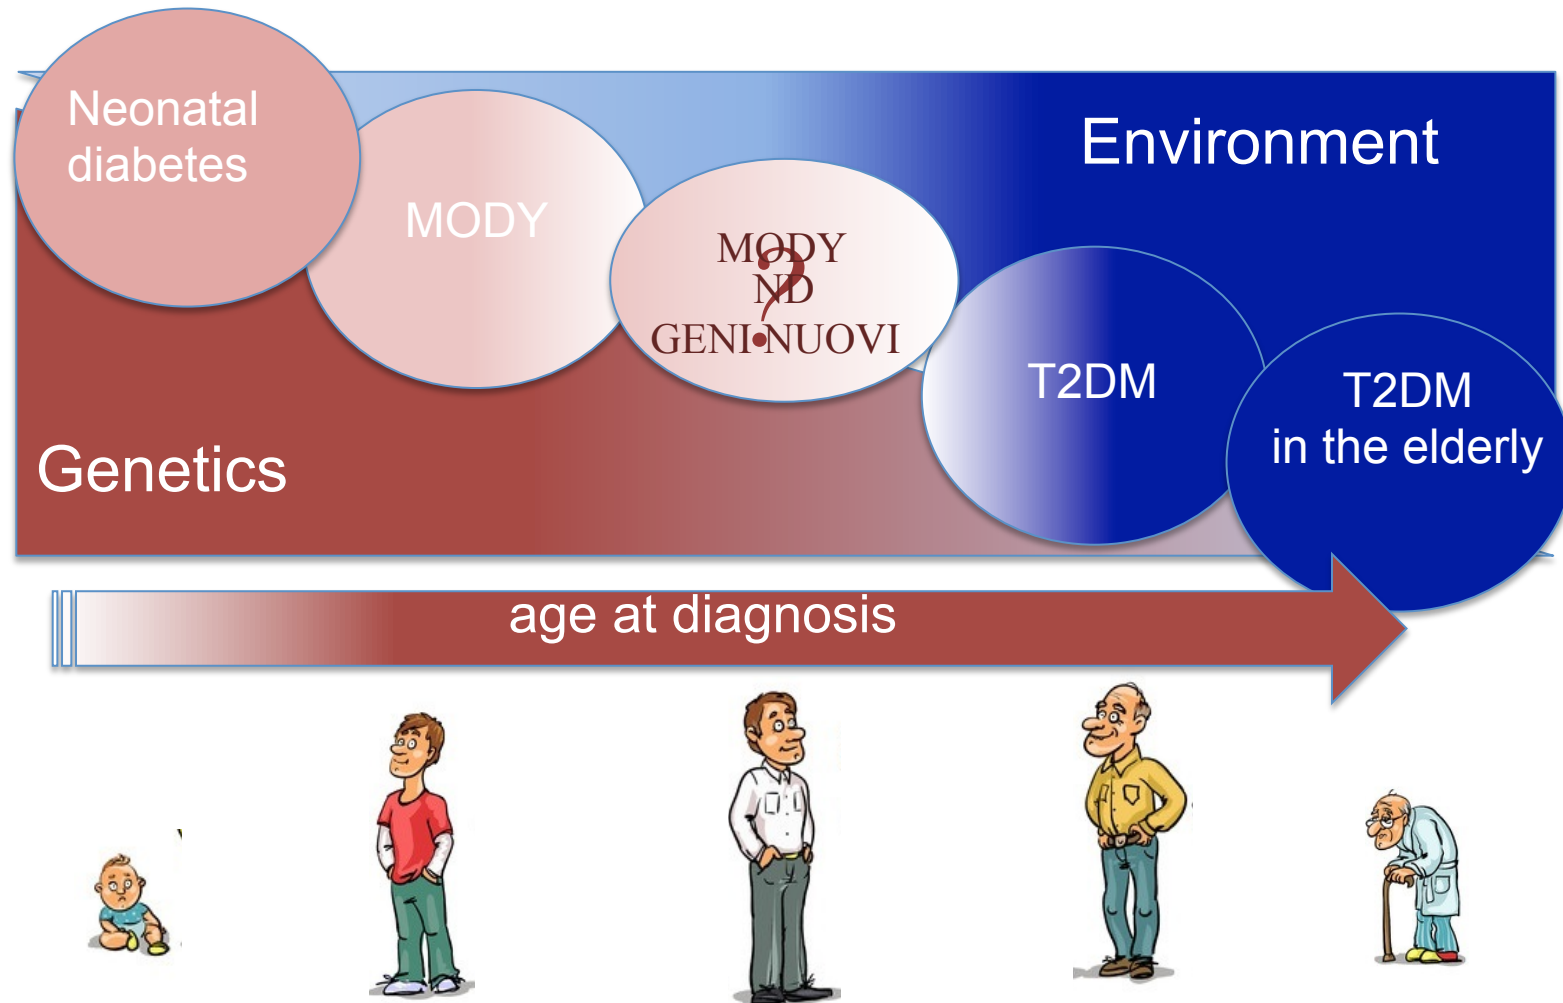 Neonatal
diabetes
MODY
MODY
ND
GENI NUOVI
?
Environment
T2DM
T2DM
in the elderly
Genetics
age at diagnosis